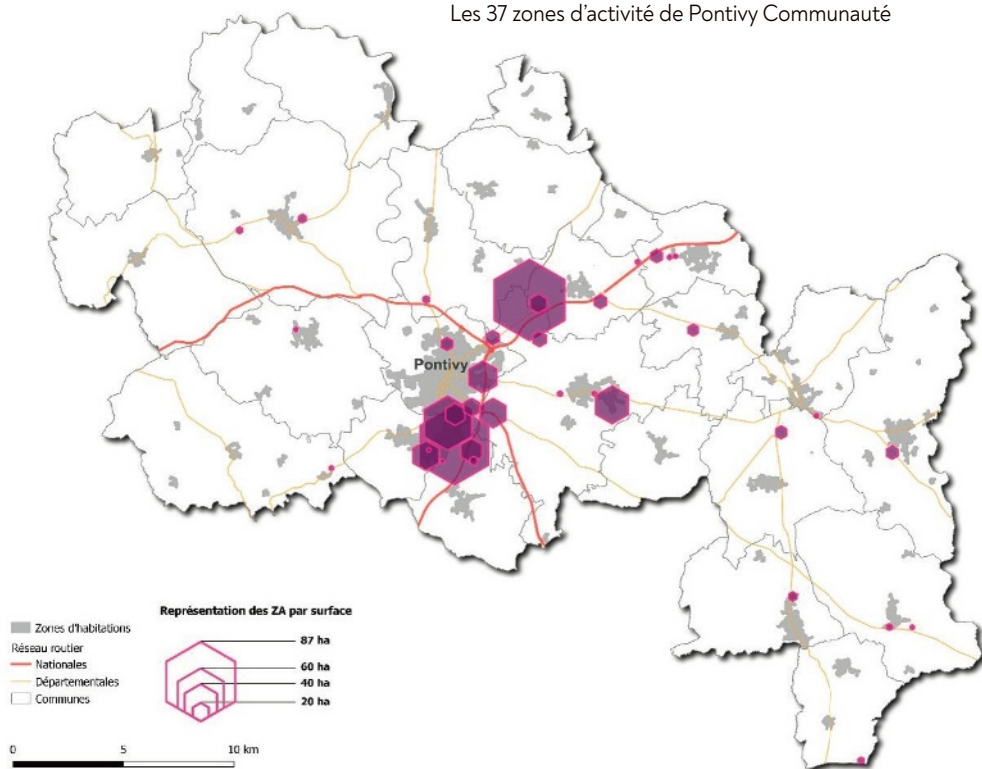 Les 37 zones d’activité de Pontivy Communauté
Pontivy
Zones d'habitations
Réseau routier
Nationales
Départementales
Communes
Représentation des ZA par surface
87 ha
60 ha
40 ha
20 ha
0 5 10 km